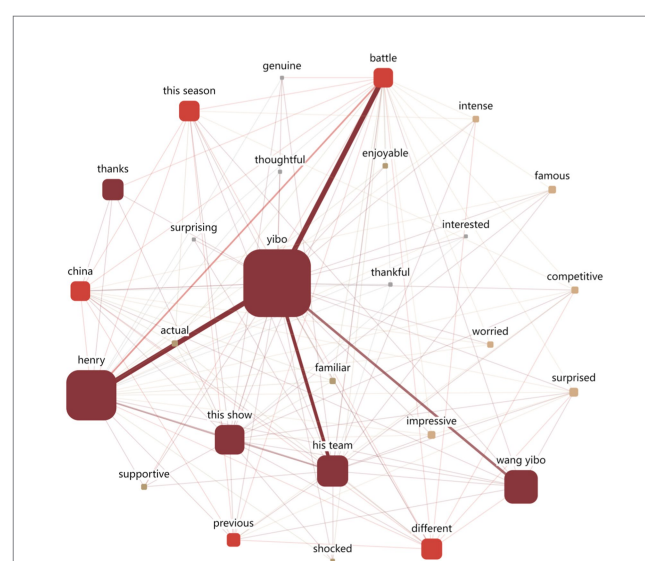 battle
genuine
this season
intense
thoughtful
enjoyable
thanks
famous
surprising
interested
yibo
china
thankful
competitive
actual
worried
henry
familiar
surprised
this show
impressive
his team
wang yibo
supportive
previous
different
shocked